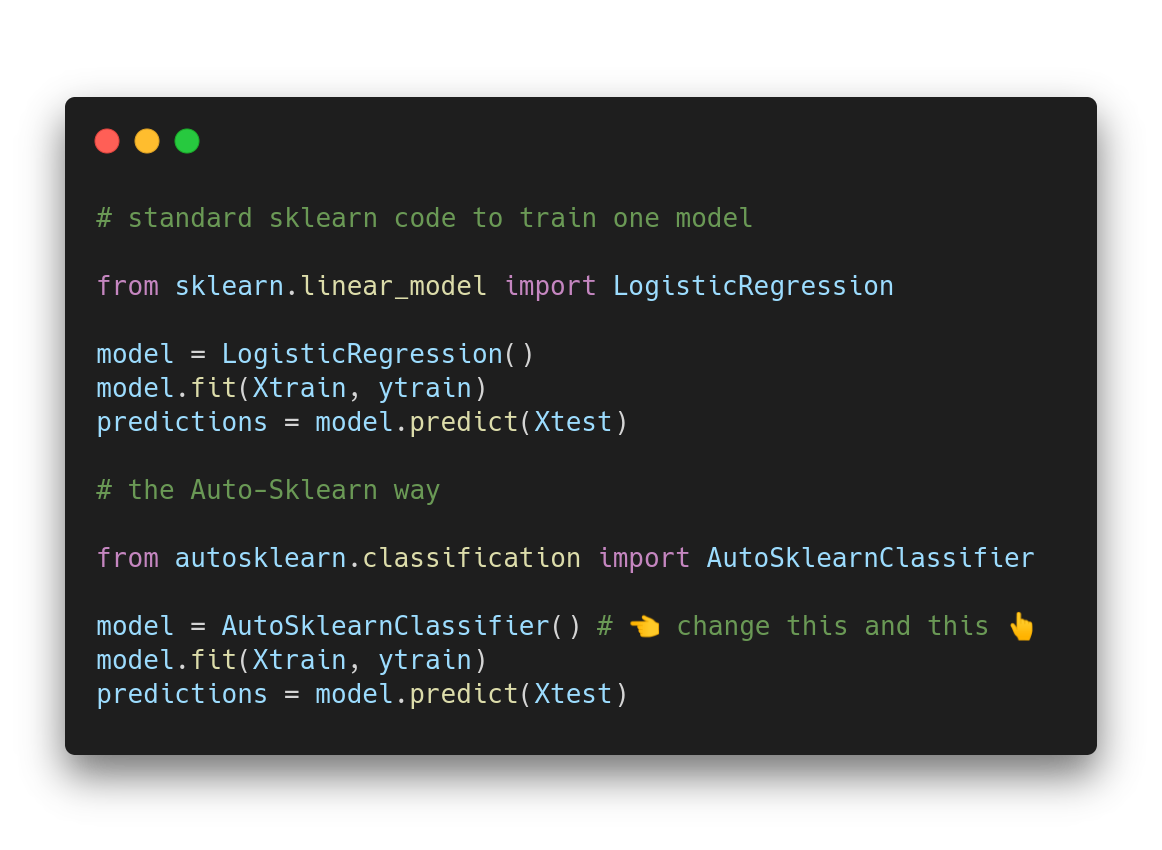 # standard sklearn code to train one model
from sklearn.linear_model import LogisticRegression
model = LogisticRegression()
model.fit(Xtrain, ytrain)
predictions = model.predict(Xtest)
# the Auto-Sklearn way
from autosklearn.classification import AutoSklearnClassifier
model = AutoSklearnClassifier() # 👈 change this and this 👆
model.fit(Xtrain, ytrain)
predictions = model.predict(Xtest)